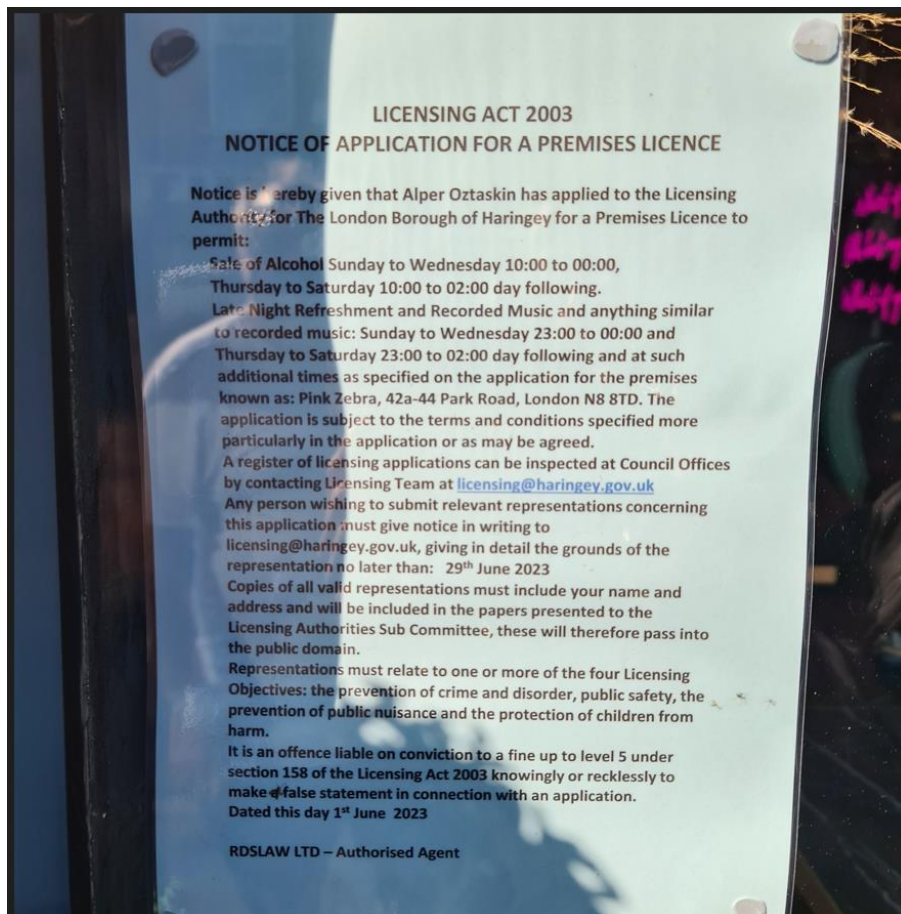 LICENSING ACT 2003
NOTICE OF APPLICATION FOR A PREMISES LICENCE
Notice is hereby given that Alper Oztaskin has applied to the Licensing
Authority for The London Borough of Haringey for a Premises Licence to
permit:
Sale of Alcohol Sunday to Wednesday 10:00 to 00:00,
Thursday to Saturday 10:00 to 02:00 day following.
Late Night Refreshment and Recorded Music and anything similar
to recorded music: Sunday to Wednesday 23:00 to 00:00 and
Thursday to Saturday 23:00 to 02:00 day following and at such
additional times as specified on the application for the premises
known as: Pink Zebra, 42a-44 Park Road, London N8 8TD. The
application is subject to the terms and conditions specified more
particularly in the application or as may be agreed.
A register of licensing applications can be inspected at Council Offices
by contacting Licensing Team at licensing@haringey.gov.uk
Any person wishing to submit relevant representations concerning
this application must give notice in writing to
licensing@haringey.gov.uk, giving in detail the grounds of the
representation no later than: 29th June 2023
Copies of all valid representations must include your name and
address and will be included in the papers presented to the
Licensing Authorities Sub Committee, these will therefore pass into
the public domain.
Representations must relate to one or more of the four Licensing
Objectives: the prevention of crime and disorder, public safety, the
prevention of public nuisance and the protection of children from
harm.
It is an offence liable on conviction to a fine up to level 5 under
section 158 of the Licensing Act 2003 knowingly or recklessly to
make a false statement in connection with an application.
Dated this day 1st June 2023
RDSLAW LTD – Authorised Agent